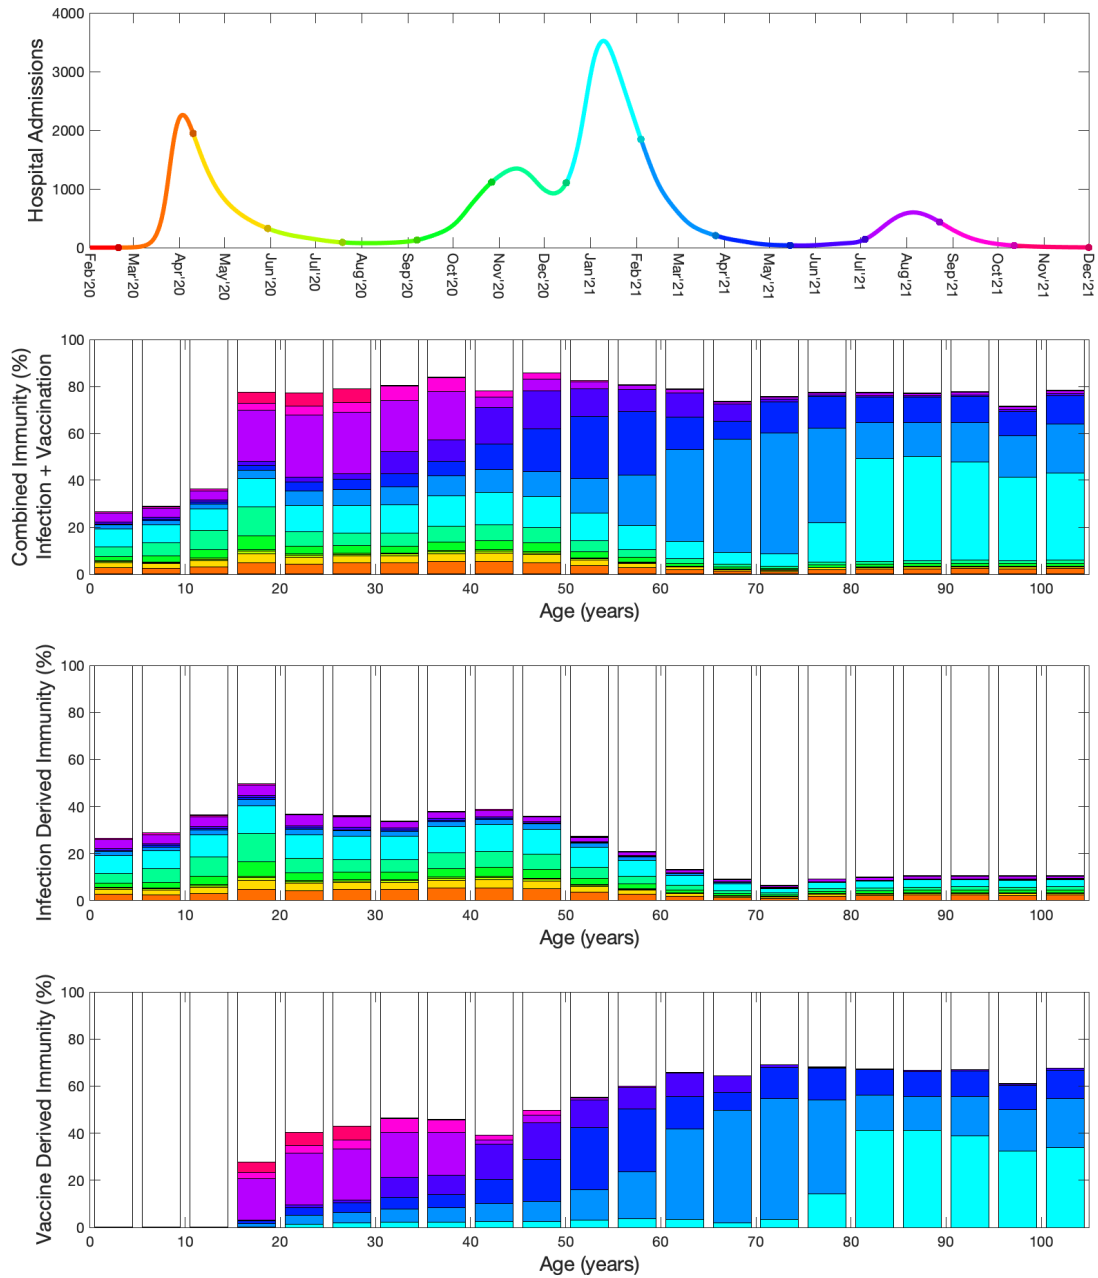 4000
3000
2000
1000
0
Hospital Admissions
Feb'20
Mar'20
Apr'20
May'20
Jun'20
Jul'20
Aug'20
Sep'20
Oct'20
Nov'20
Dec'20
Jan'21
Feb'21
Mar'21
Apr'21
May'21
Jun'21
Jul'21
Aug'21
Sep'21
Oct'21
Nov'21
Dec'21
Combined Immunity (%)
Infection + Vaccination
100
80
60
40
20
0
0 10 20 30 40 50 60 70 80 90 100
Age (years)
Infection Derived Immunity (%)
100
80
60
40
20
0
0 10 20 30 40 50 60 70 80 90 100
Age (years)
Vaccine Derived Immunity (%)
100
80
60
40
20
0
0 10 20 30 40 50 60 70 80 90 100
Age (years)